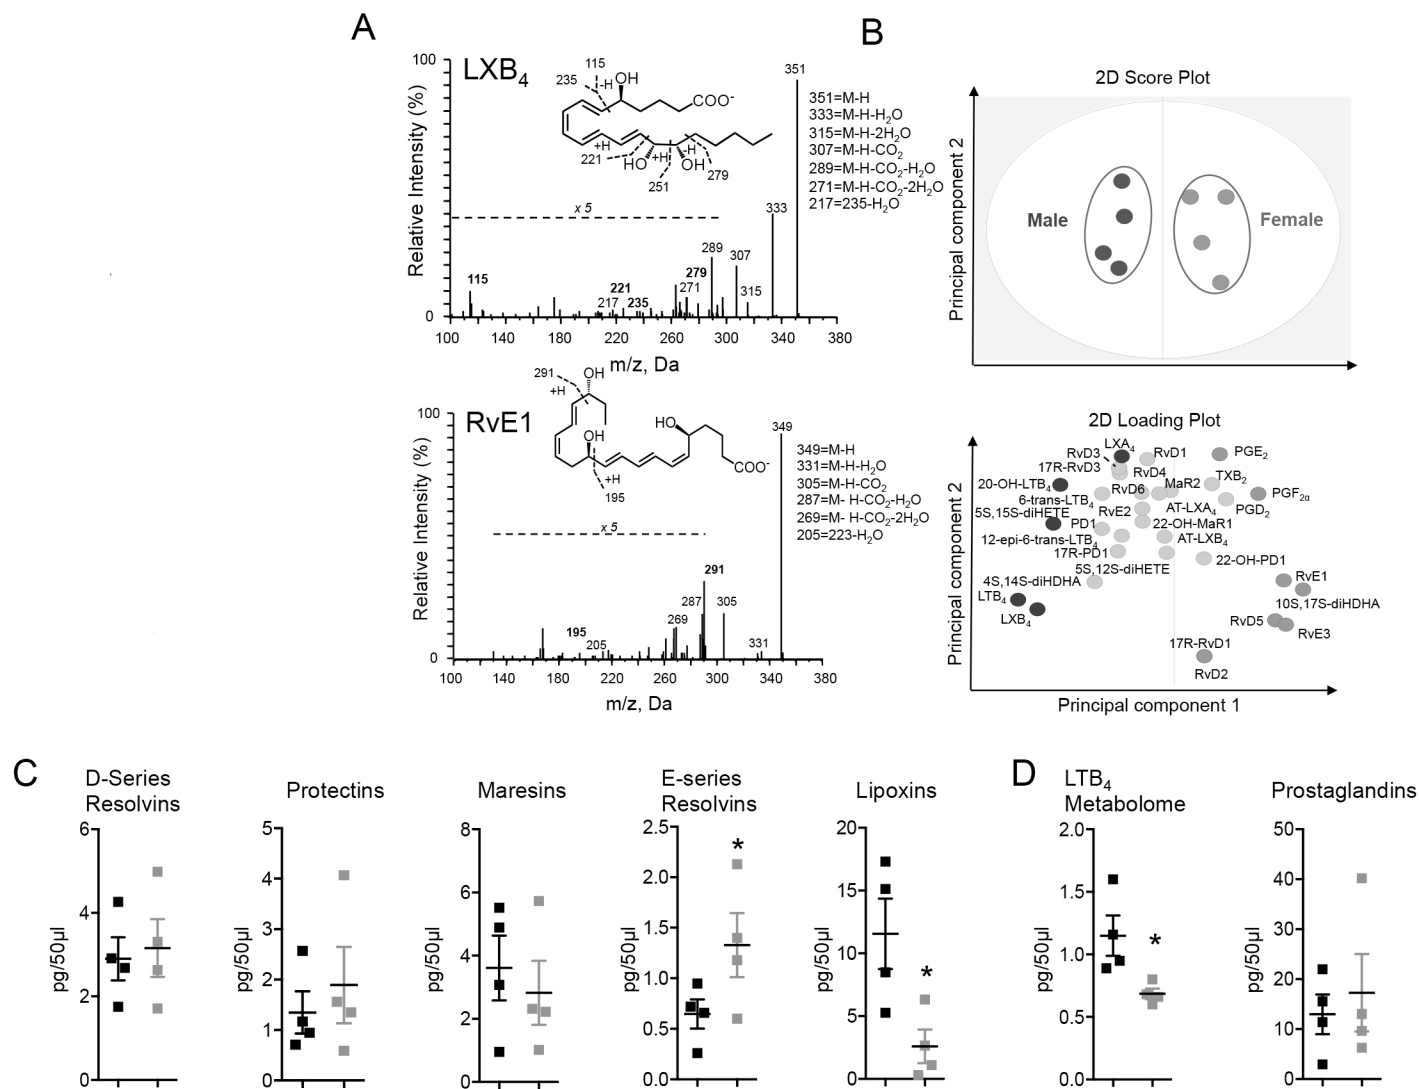 A
LXB4
Relative Intensity (%)
100
0
115
-H
OH
235
COO-
+H
221
HO
+H
-H
OH
251
279
x 5
351
333
351=M-H
333=M-H-H2O
315=M-H-2H2O
307=M-H-CO2
289=M-H-CO2-H2O
271=M-H-CO2-2H2O
217=235-H2O
115
217
221
235
271
279
289
307
315
100 140 180 220 260 300 340 380
m/z, Da
RvE1
Relative Intensity (%)
100
0
291
+H
OH
OH
HO
COO-
+H
195
x 5
349
349=M-H
331=M-H-H2O
305=M-H-CO2
287=M- H-CO2-H2O
269=M- H-CO2-2H2O
205=223-H2O
195
205
269
287
291
305
331
100 140 180 220 260 300 340 380
m/z, Da
B
2D Score Plot
Principal component 2
Male
Female
2D Loading Plot
Principal component 2
LXA4
RvD3
RvD1
PGE2
17R-RvD3
RvD4
20-OH-LTB4
RvD6
MaR2
TXB2
PGF2α
6-trans-LTB4
5S,15S-diHETE
RvE2
AT-LXA4
PGD2
PD1
22-OH-MaR1
12-epi-6-trans-LTB4
AT-LXB4
17R-PD1
22-OH-PD1
5S,12S-diHETE
4S,14S-diHDHA
RvE1
LTB4
10S,17S-diHDHA
LXB4
RvD5
RvE3
17R-RvD1
RvD2
Principal component 1
C
D-Series
Resolvins
pg/50µl
6
4
2
0
Protectins
pg/50µl
5
4
3
2
1
0
Maresins
pg/50µl
8
6
4
2
0
E-series
Resolvins
pg/50µl
2.5
2.0
1.5
1.0
0.5
0.0
*
Lipoxins
pg/50µl
20
15
10
5
0
*
D
LTB4
Metabolome
pg/50µl
2.0
1.5
1.0
0.5
0.0
*
Prostaglandins
pg/50µl
50
40
30
20
10
0